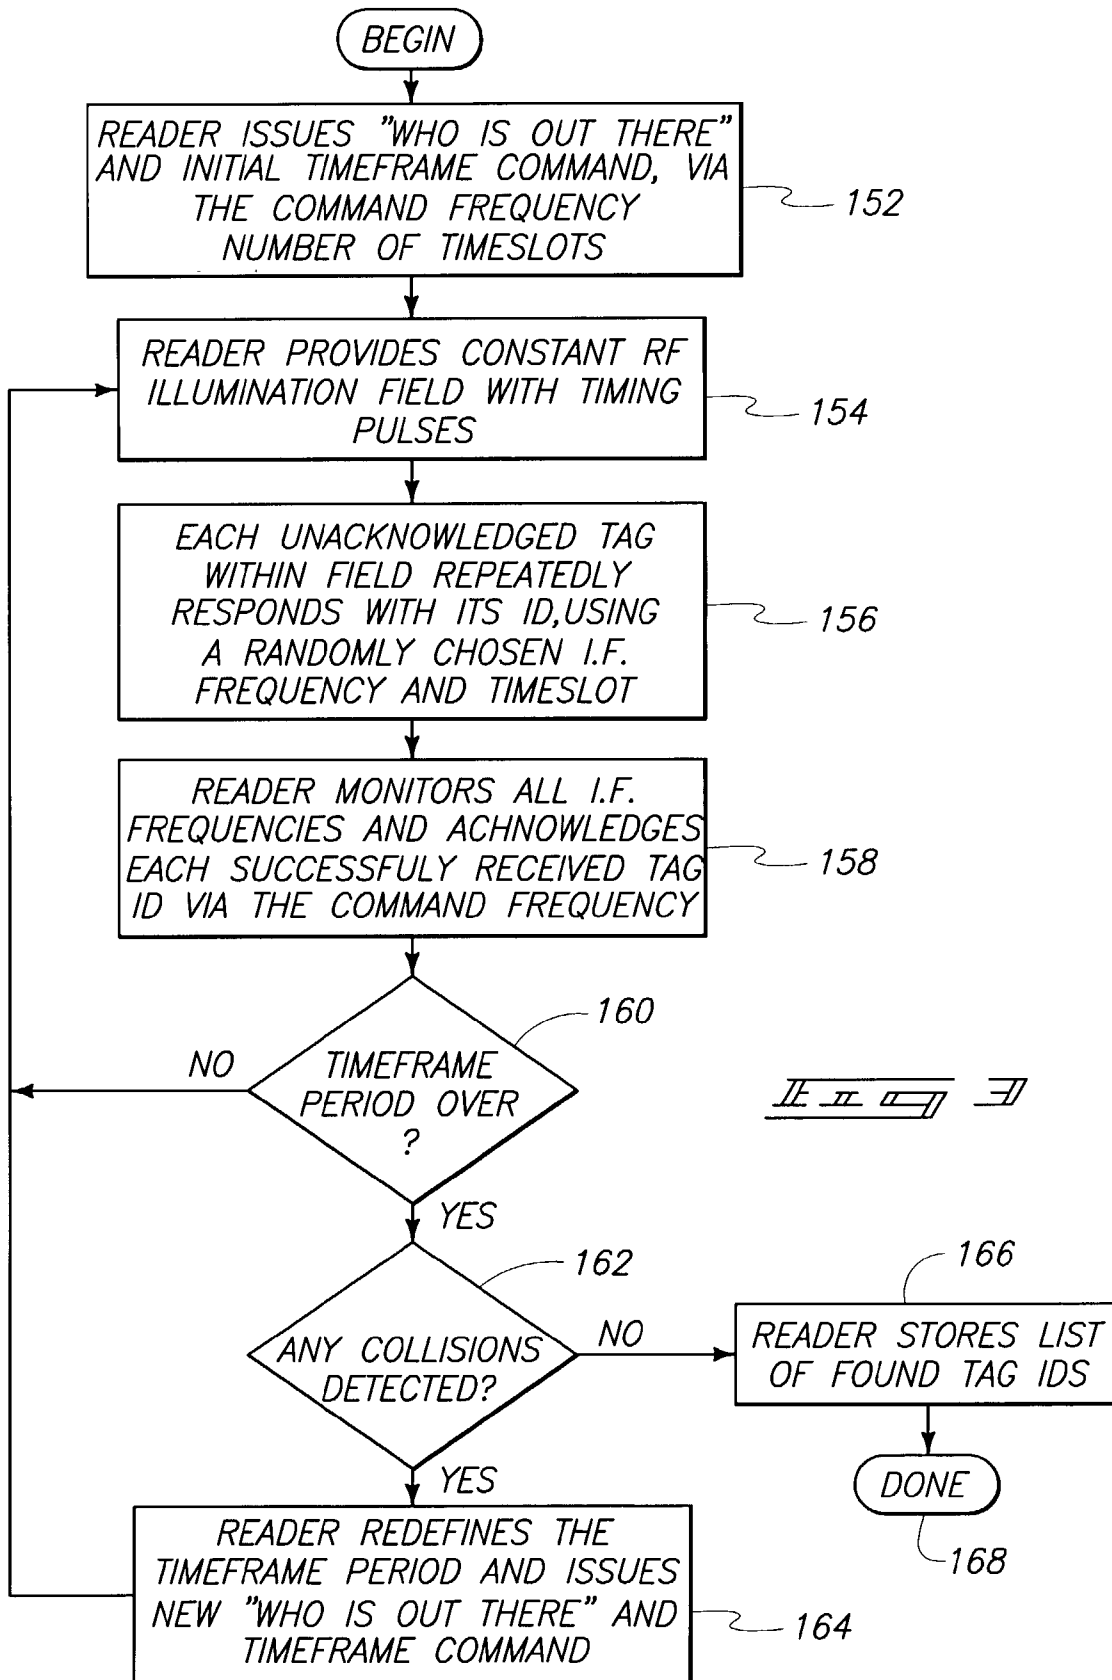 BEGIN
READER ISSUES "WHO IS OUT THERE"
AND INITIAL TIMEFRAME COMMAND, VIA
THE COMMAND FREQUENCY
NUMBER OF TIMESLOTS
152
READER PROVIDES CONSTANT RF
ILLUMINATION FIELD WITH TIMING
PULSES
154
EACH UNACKNOWLEDGED TAG
WITHIN FIELD REPEATEDLY
RESPONDS WITH ITS ID,USING
A RANDOMLY CHOSEN I.F.
FREQUENCY AND TIMESLOT
156
READER MONITORS ALL I.F.
FREQUENCIES AND ACHNOWLEDGES
EACH SUCCESSFULY RECEIVED TAG
ID VIA THE COMMAND FREQUENCY
158
160
TIMEFRAME
PERIOD OVER
?
NO
YES
FIG 3
162
ANY COLLISIONS
DETECTED?
NO
YES
166
READER STORES LIST
OF FOUND TAG IDS
DONE
168
READER REDEFINES THE
TIMEFRAME PERIOD AND ISSUES
NEW "WHO IS OUT THERE" AND
TIMEFRAME COMMAND
164